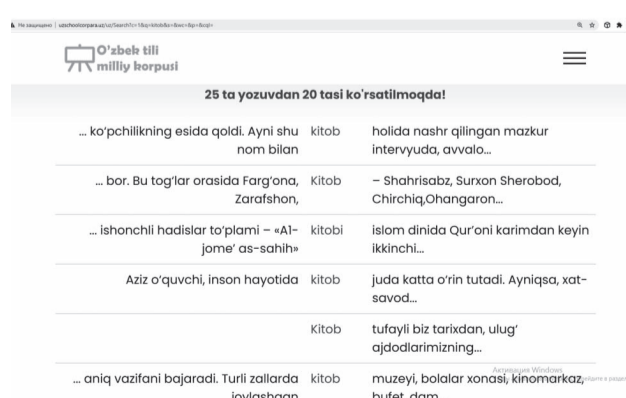 Не защищено | uzschoolcorpara.uz/uz/Search?c=1&q=kitob&s=&wc=&p=&cql=
O'zbek tili
milliy korpusi
25 ta yozuvdan 20 tasi ko'rsatilmoqda!
... ko‘pchilikning esida qoldi. Ayni shu kitob holida nashr qilingan mazkur
nom bilan intervyuda, avvalo...
... bor. Bu tog‘lar orasida Farg‘ona, Kitob – Shahrisabz, Surxon Sherobod,
Zarafshon, Chirchiq,Ohangaron...
... ishonchli hadislar to‘plami – «Al- kitobi islom dinida Qur’oni karimdan keyin
jome’ as-sahih» ikkinchi...
Aziz o‘quvchi, inson hayotida kitob juda katta o‘rin tutadi. Ayniqsa, xat-
savod...
Kitob tufayli biz tarixdan, ulug‘
ajdodlarimizning...
Активация Windows
... aniq vazifani bajaradi. Turli zallarda kitob muzeyi, bolalar xonasi, kinomarkaz,
joylashgan bufet, dam